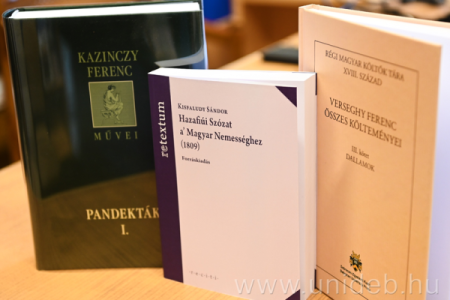 KAZINCZY
FERENC
MŰVEI
PANDEKTÁK
I.
retextum
KISFALUDY SÁNDOR
Hazafiúi Szózat
a' Magyar Nemességhez
(1809)
Forráskiadás
RÉGI MAGYAR KÖLTŐK TÁRA
XVIII. SZÁZAD
VERSEGHY FERENC
ÖSSZES KÖLTEMÉNYEI
III. kötet
DALLAMOK
www.unideb.hu